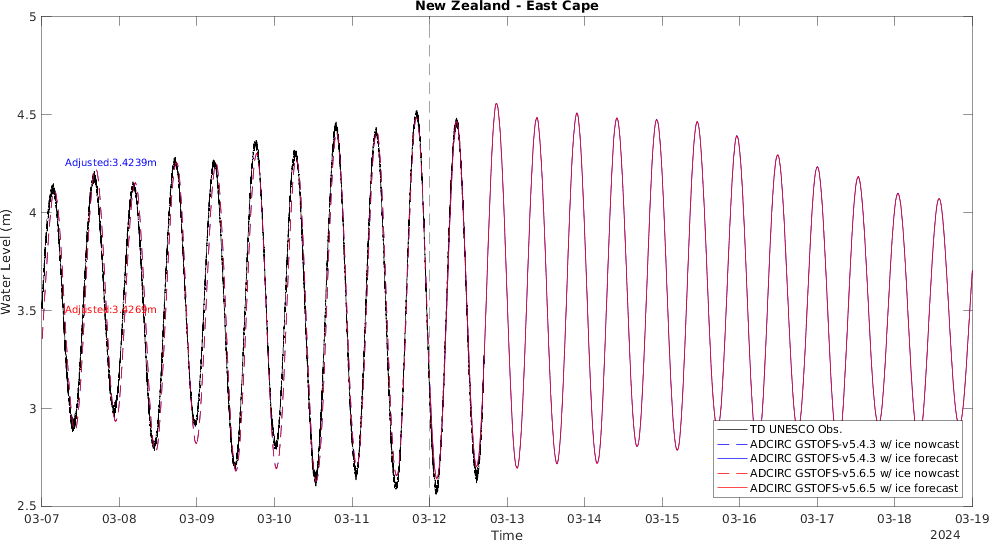 New Zealand - East Cape
5
4.5
4
3.5
3
2.5
Water Level (m)
Adjusted:3.4239m
Adjusted:3.4269m
TD UNESCO Obs.
ADCIRC GSTOFS-v5.4.3 w/ ice nowcast
ADCIRC GSTOFS-v5.4.3 w/ ice forecast
ADCIRC GSTOFS-v5.6.5 w/ ice nowcast
ADCIRC GSTOFS-v5.6.5 w/ ice forecast
03-07 03-08 03-09 03-10 03-11 03-12 03-13 03-14 03-15 03-16 03-17 03-18 03-19
Time
2024